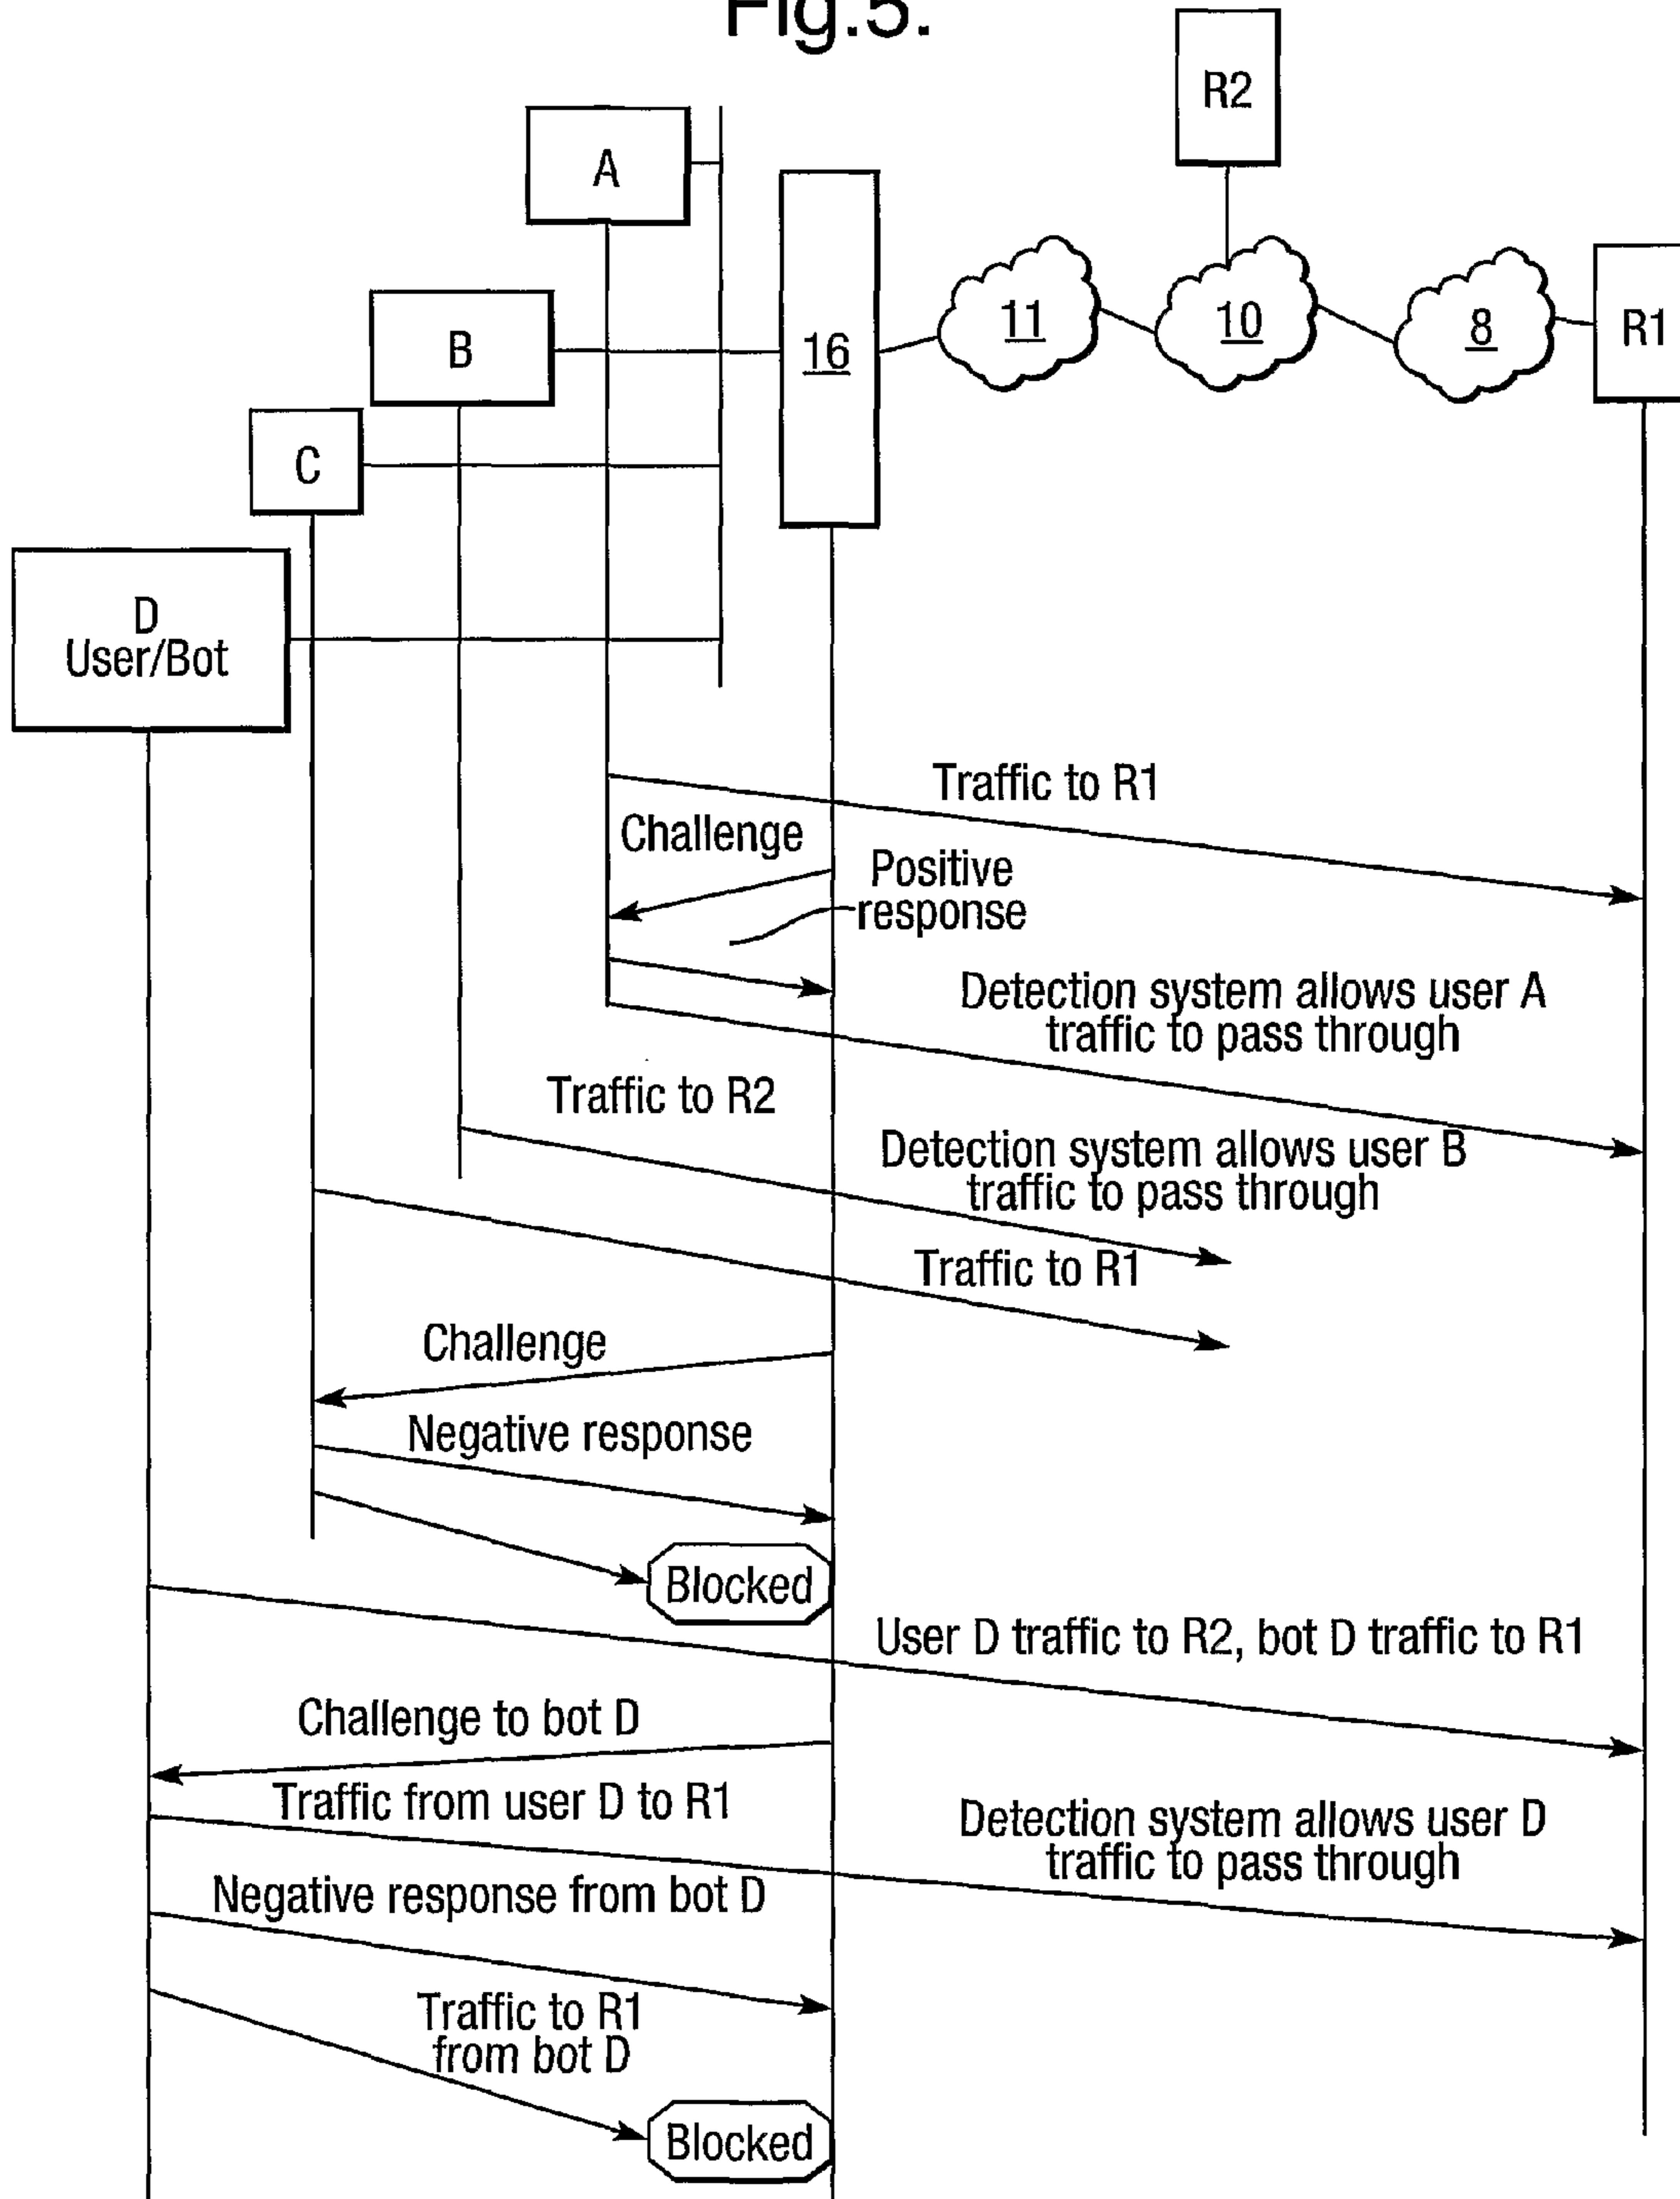 Fig.5.
R2
A
B
C
D
User/Bot
16
11
10
8
R1
Traffic to R1
Challenge
Positive
response
Detection system allows user A
traffic to pass through
Traffic to R2
Detection system allows user B
traffic to pass through
Traffic to R1
Challenge
Negative response
Blocked
User D traffic to R2, bot D traffic to R1
Challenge to bot D
Traffic from user D to R1
Detection system allows user D
traffic to pass through
Negative response from bot D
Traffic to R1
from bot D
Blocked